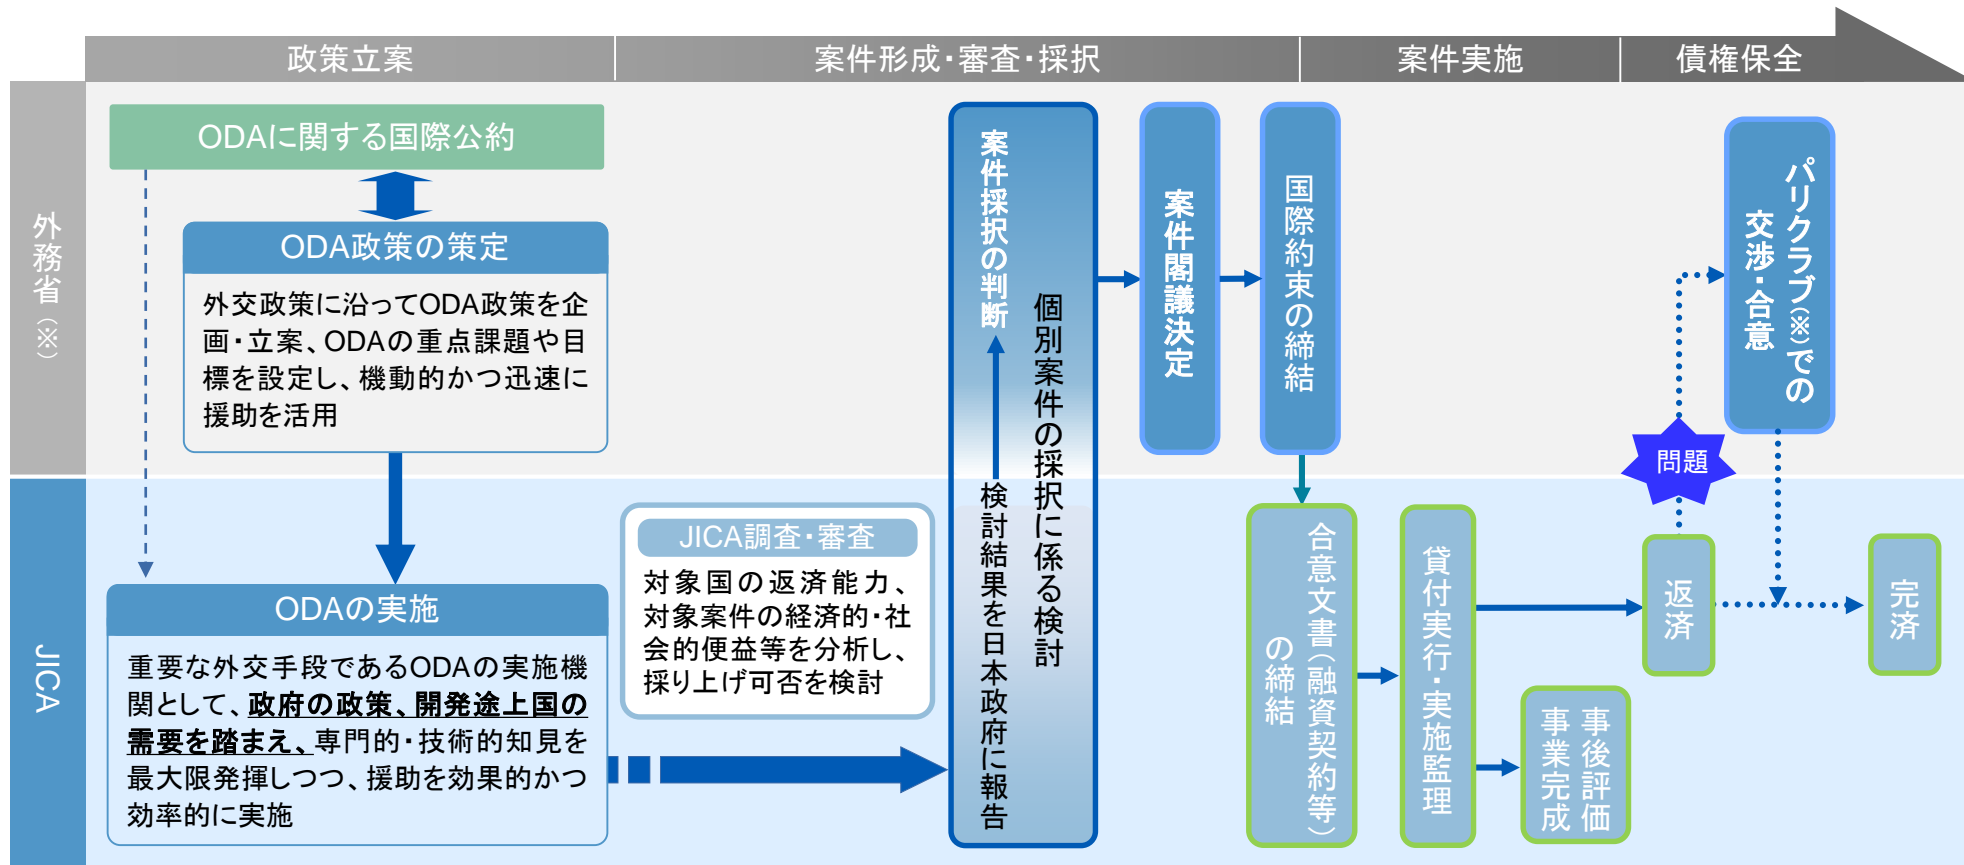 政策立案
案件形成・審査・採択
案件実施
債権保全
外務省（※）
ODAに関する国際公約
ODA政策の策定
外交政策に沿ってODA政策を企
画・立案、ODAの重点課題や目
標を設定し、機動的かつ迅速に
援助を活用
案件採択の判断
個別案件の採択に係る検討
検討結果を日本政府に報告
案件閣議決定
国際約束の締結
パリクラブ（※）での
交渉・合意
問題
JICA
ODAの実施
重要な外交手段であるODAの実施機
関として、政府の政策、開発途上国の
需要を踏まえ、専門的・技術的知見を
最大限発揮しつつ、援助を効果的かつ
効率的に実施
JICA調査・審査
対象国の返済能力、
対象案件の経済的・社
会的便益等を分析し、
採り上げ可否を検討
合意文書（融資契約等）
の締結
貸付実行・実施監理
返済
完済
事後評価
事業完成